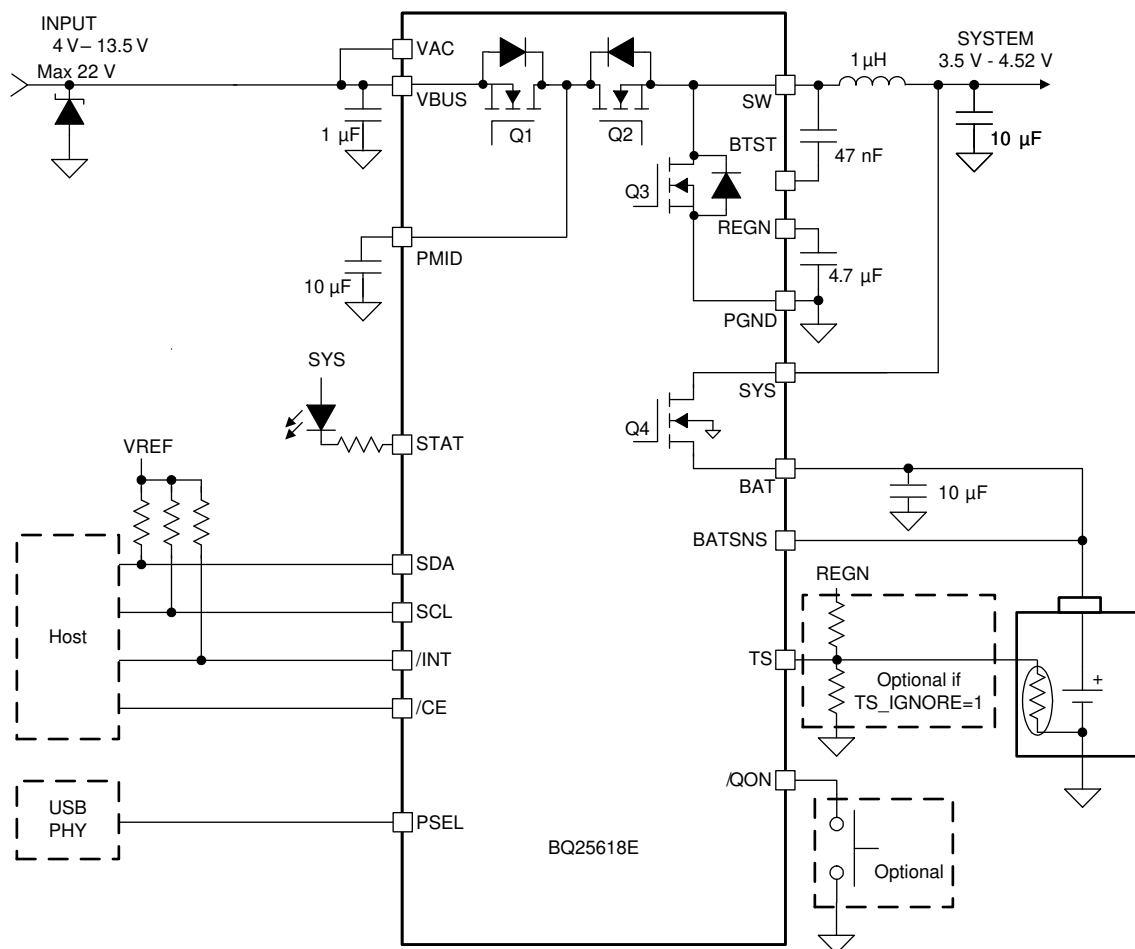 INPUT
4 V – 13.5 V
Max 22 V
VAC
VBUS
1 µF
Q1
Q2
SW
1 µH
SYSTEM
3.5 V - 4.52 V
10 µF
BTST
47 nF
Q3
REGN
4.7 µF
PMID
10 µF
PGND
SYS
SYS
Q4
STAT
VREF
BAT
10 µF
BATSNS
SDA
REGN
SCL
Host
/INT
TS
Optional if
TS_IGNORE=1
+
/CE
/QON
USB
PHY
PSEL
BQ25618E
Optional